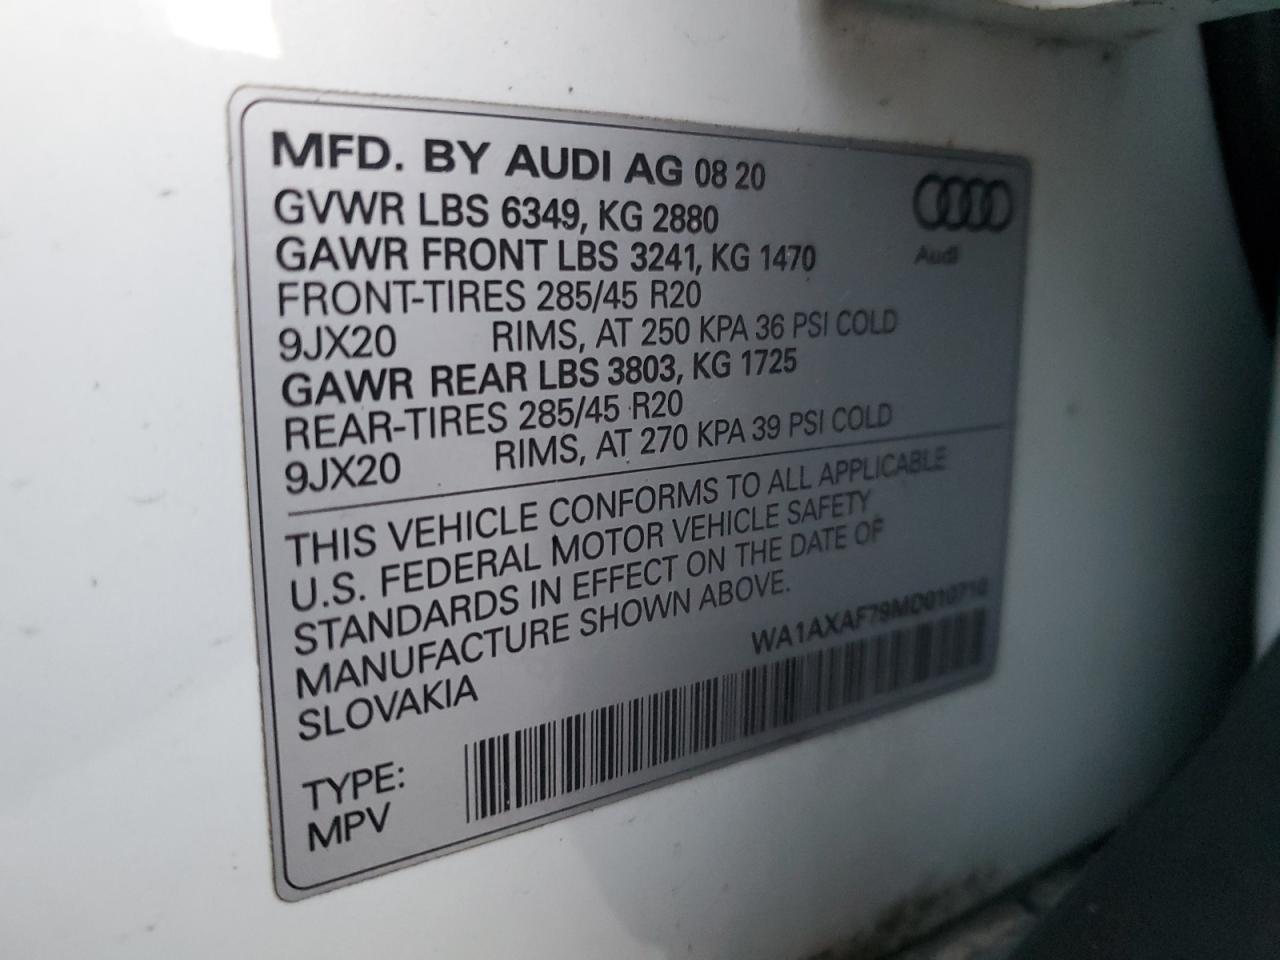 MFD. BY AUDI AG 08 20
GVWR LBS 6349, KG 2880
GAWR FRONT LBS 3241, KG 1470
FRONT-TIRES 285/45 R20
9JX20 RIMS, AT 250 KPA 36 PSI COLD
GAWR REAR LBS 3803, KG 1725
REAR-TIRES 285/45 R20
9JX20 RIMS, AT 270 KPA 39 PSI COLD
Audi
THIS VEHICLE CONFORMS TO ALL APPLICABLE
U.S. FEDERAL MOTOR VEHICLE SAFETY
STANDARDS IN EFFECT ON THE DATE OF
MANUFACTURE SHOWN ABOVE.
SLOVAKIA
WA1AXAF79MD010710
TYPE:
MPV